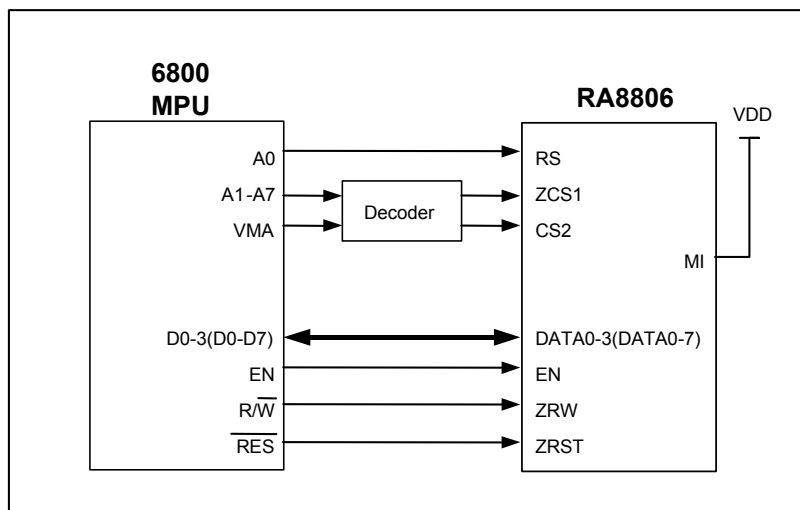 6800
MPU
RA8806
VDD
A0
RS
A1-A7
Decoder
ZCS1
VMA
CS2
MI
D0-3(D0-D7)
DATA0-3(DATA0-7)
EN
EN
R/W̅
ZRW
R̅E̅S̅
ZRST